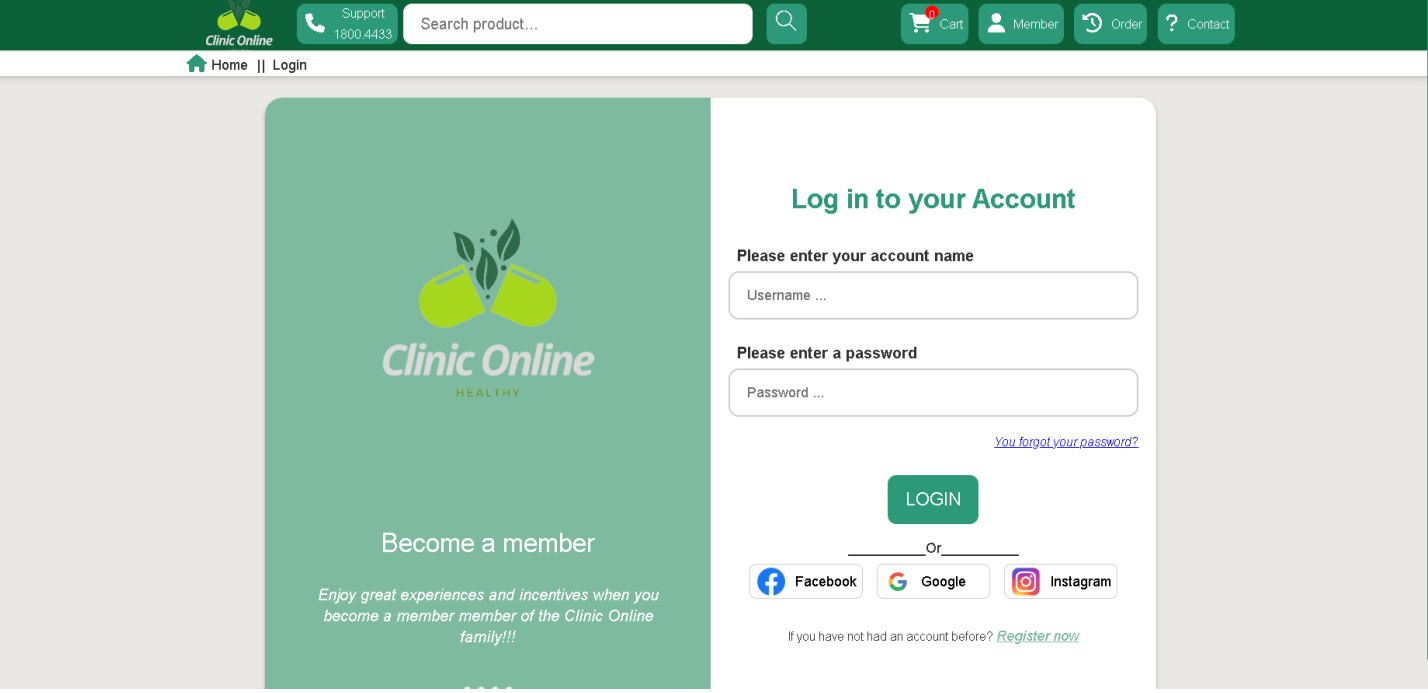 Clinic Online
Support
1800.4433
Search product...
0
Cart
Member
Order
? Contact
Home || Login
Clinic Online
HEALTHY
Become a member
Enjoy great experiences and incentives when you
become a member member of the Clinic Online
family!!!
Log in to your Account
Please enter your account name
Username ...
Please enter a password
Password ...
You forgot your password?
LOGIN
___________Or___________
Facebook
Google
Instagram
If you have not had an account before? Register now